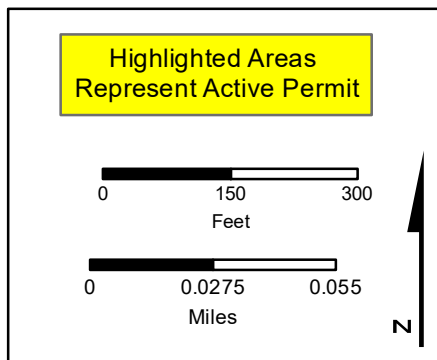 Highlighted Areas
Represent Active Permit
0 150 300
Feet
0 0.0275 0.055
Miles
N